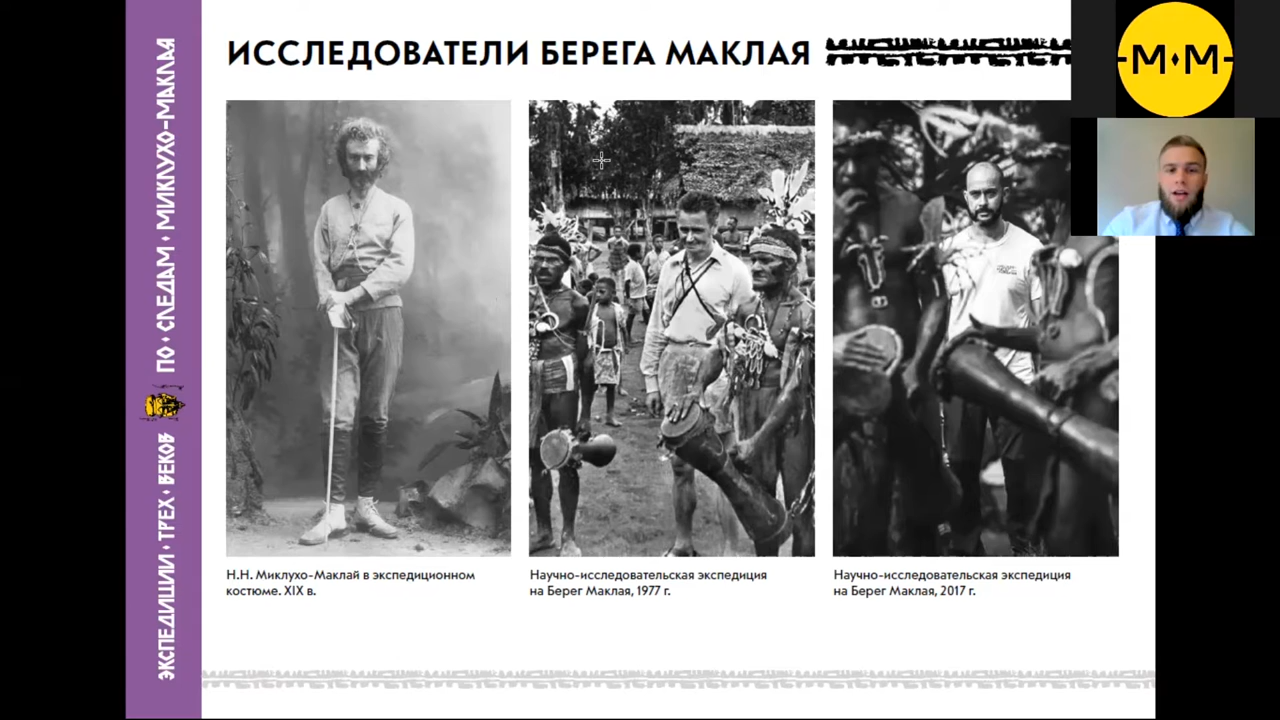 ИССЛЕДОВАТЕЛИ БЕРЕГА МАКЛАЯ
-М·М-
ЭКСПЕДИЦИИ · ТРЕХ · ВЕКОВ ПО · СЛЕДАМ · МИКЛУХО-МАКЛАЯ
Н.Н. Миклухо-Маклай в экспедиционном
костюме. XIX в.
Научно-исследовательская экспедиция
на Берег Маклая, 1977 г.
Научно-исследовательская экспедиция
на Берег Маклая, 2017 г.